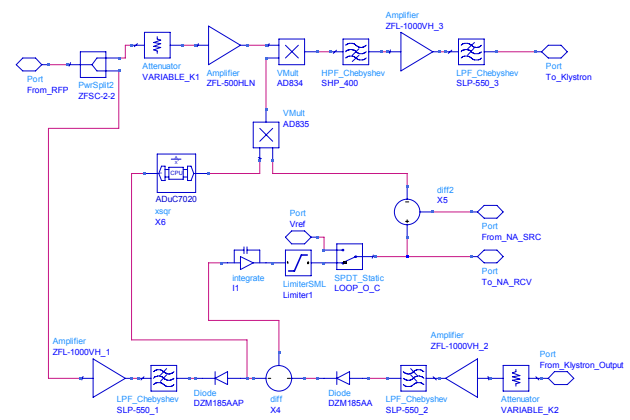 Port
From_RFP
PwrSplit2
ZFSC-2-2
Attenuator
VARIABLE_K1
Amplifier
ZFL-500HLN
VMult
AD834
HPF_Chebyshev
SHP_400
Amplifier
ZFL-1000VH_3
LPF_Chebyshev
SLP-550_3
Port
To_Klystron
VMult
AD835
CPU
ADuC7020
xsqr
X6
diff2
X5
Port
From_NA_SRC
Port
Vref
integrate
I1
LimiterSML
Limiter1
SPDT_Static
LOOP_O_C
Port
To_NA_RCV
Amplifier
ZFL-1000VH_1
LPF_Chebyshev
SLP-550_1
Diode
DZM185AAP
diff
X4
Diode
DZM185AA
LPF_Chebyshev
SLP-550_2
Amplifier
ZFL-1000VH_2
Attenuator
VARIABLE_K2
Port
From_Klystron_Output